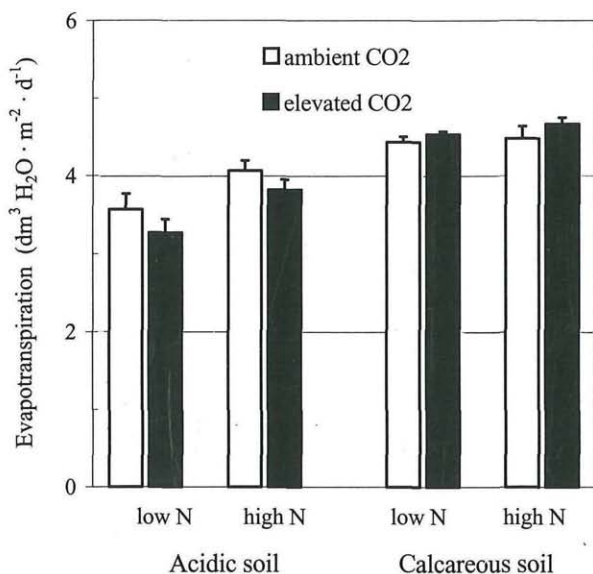 6
4
2
0
Evapotranspiration (dm³ H₂O · m⁻² · d⁻¹)
ambient CO2
elevated CO2
low N high N low N high N
Acidic soil Calcareous soil